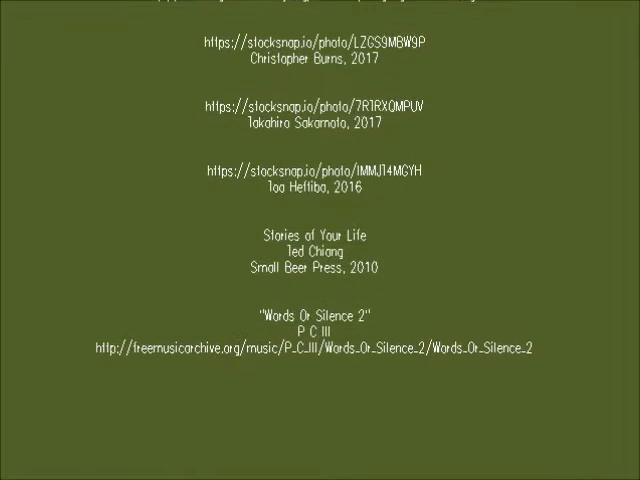 https://stocksnap.io/photo/LZGS9MBW9P
Christopher Burns, 2017
https://stocksnap.io/photo/7R1RXQMPUV
Takahiro Sakamoto, 2017
https://stocksnap.io/photo/IMMJ14MGYH
Toa Heftiba, 2016
Stories of Your Life
Ted Chiang
Small Beer Press, 2010
"Words Or Silence 2"
P C III
http://freemusicarchive.org/music/P_C_III/Words_Or_Silence_2/Words_Or_Silence_2